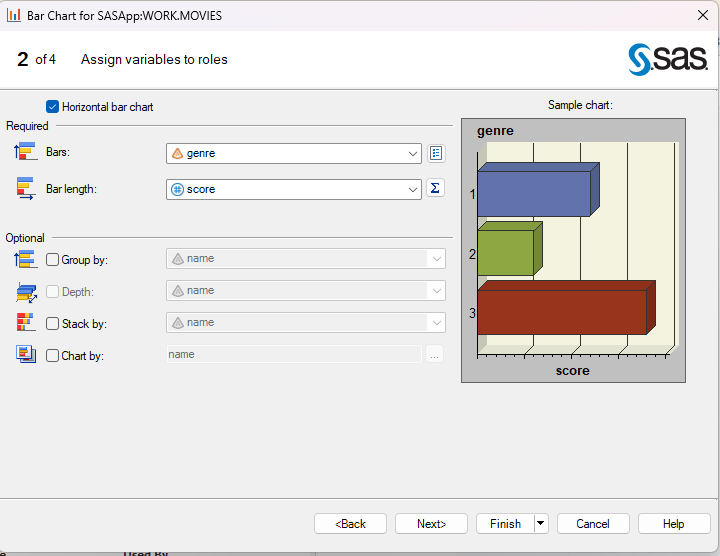 Bar Chart for SASApp:WORK.MOVIES
2 of 4 Assign variables to roles
sas.
Horizontal bar chart
Required
Bars: genre
Bar length: score
Σ
Optional
Group by: name
Depth: name
Stack by: name
Chart by: name ...
Sample chart:
genre
1
2
3
score
<Back Next> Finish Cancel Help
Used By